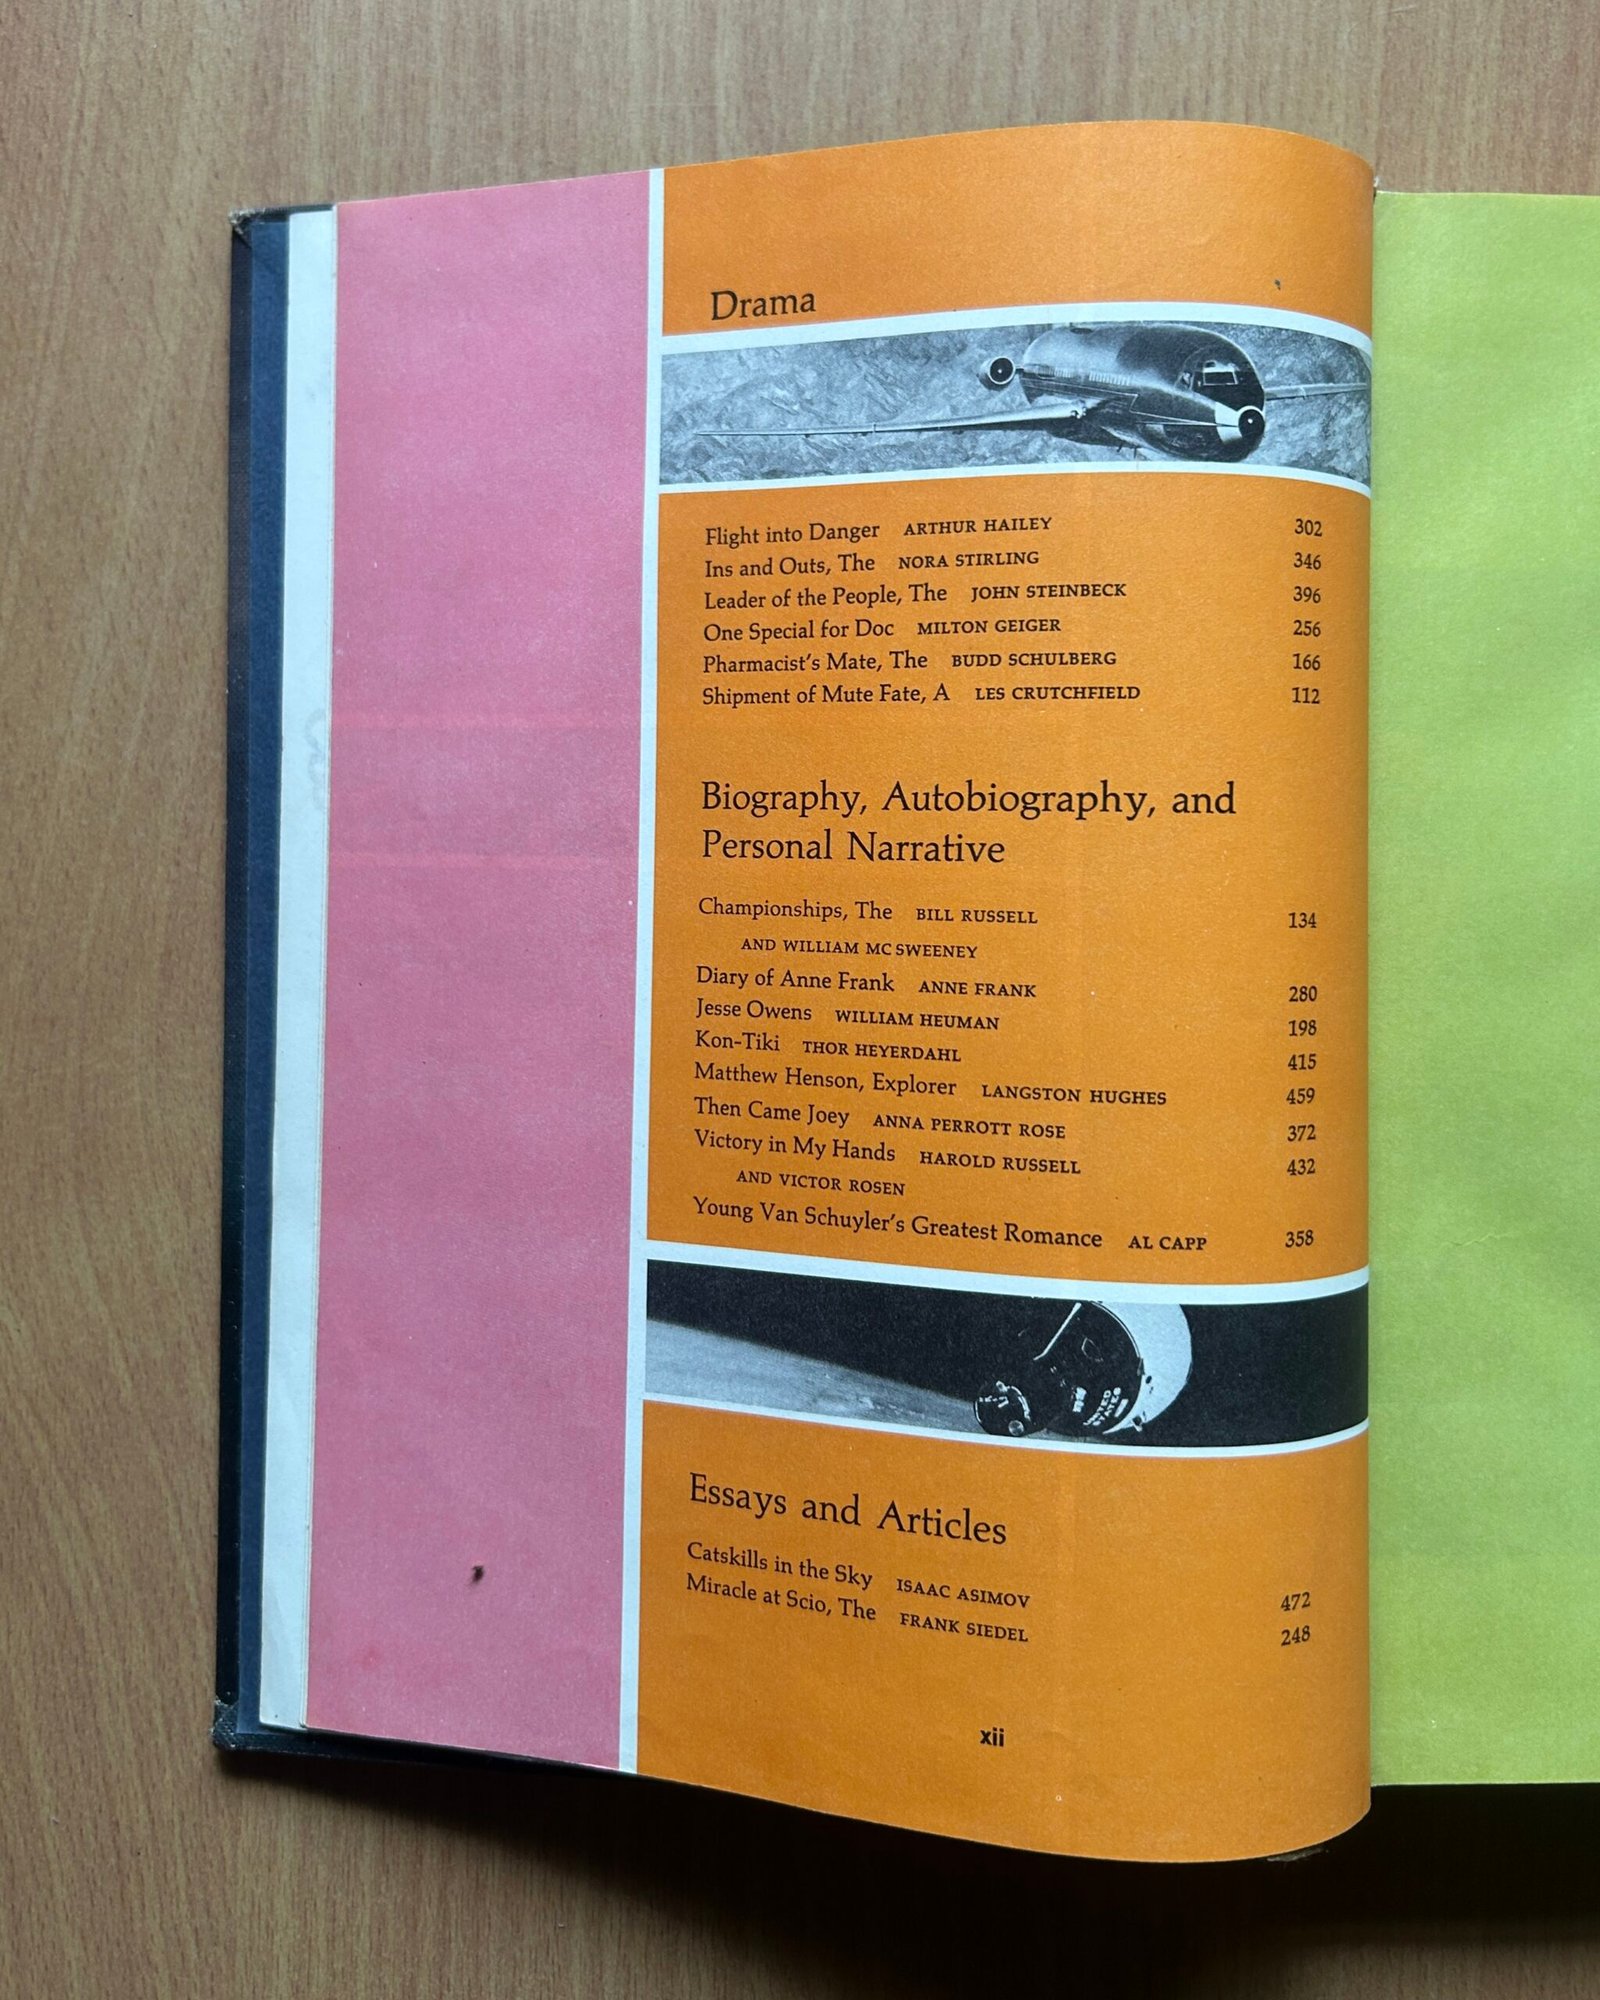 Drama
Flight into Danger ARTHUR HAILEY 302
Ins and Outs, The NORA STIRLING 346
Leader of the People, The JOHN STEINBECK 396
One Special for Doc MILTON GEIGER 256
Pharmacist's Mate, The BUDD SCHULBERG 166
Shipment of Mute Fate, A LES CRUTCHFIELD 112
Biography, Autobiography, and
Personal Narrative
Championships, The BILL RUSSELL 134
AND WILLIAM MC SWEENEY
Diary of Anne Frank ANNE FRANK 280
Jesse Owens WILLIAM HEUMAN 198
Kon-Tiki THOR HEYERDAHL 415
Matthew Henson, Explorer LANGSTON HUGHES 459
Then Came Joey ANNA PERROTT ROSE 372
Victory in My Hands HAROLD RUSSELL 432
AND VICTOR ROSEN
Young Van Schuyler's Greatest Romance AL CAPP 358
UNITED
STATES
Essays and Articles
Catskills in the Sky ISAAC ASIMOV 472
Miracle at Scio, The FRANK SIEDEL 248
xii